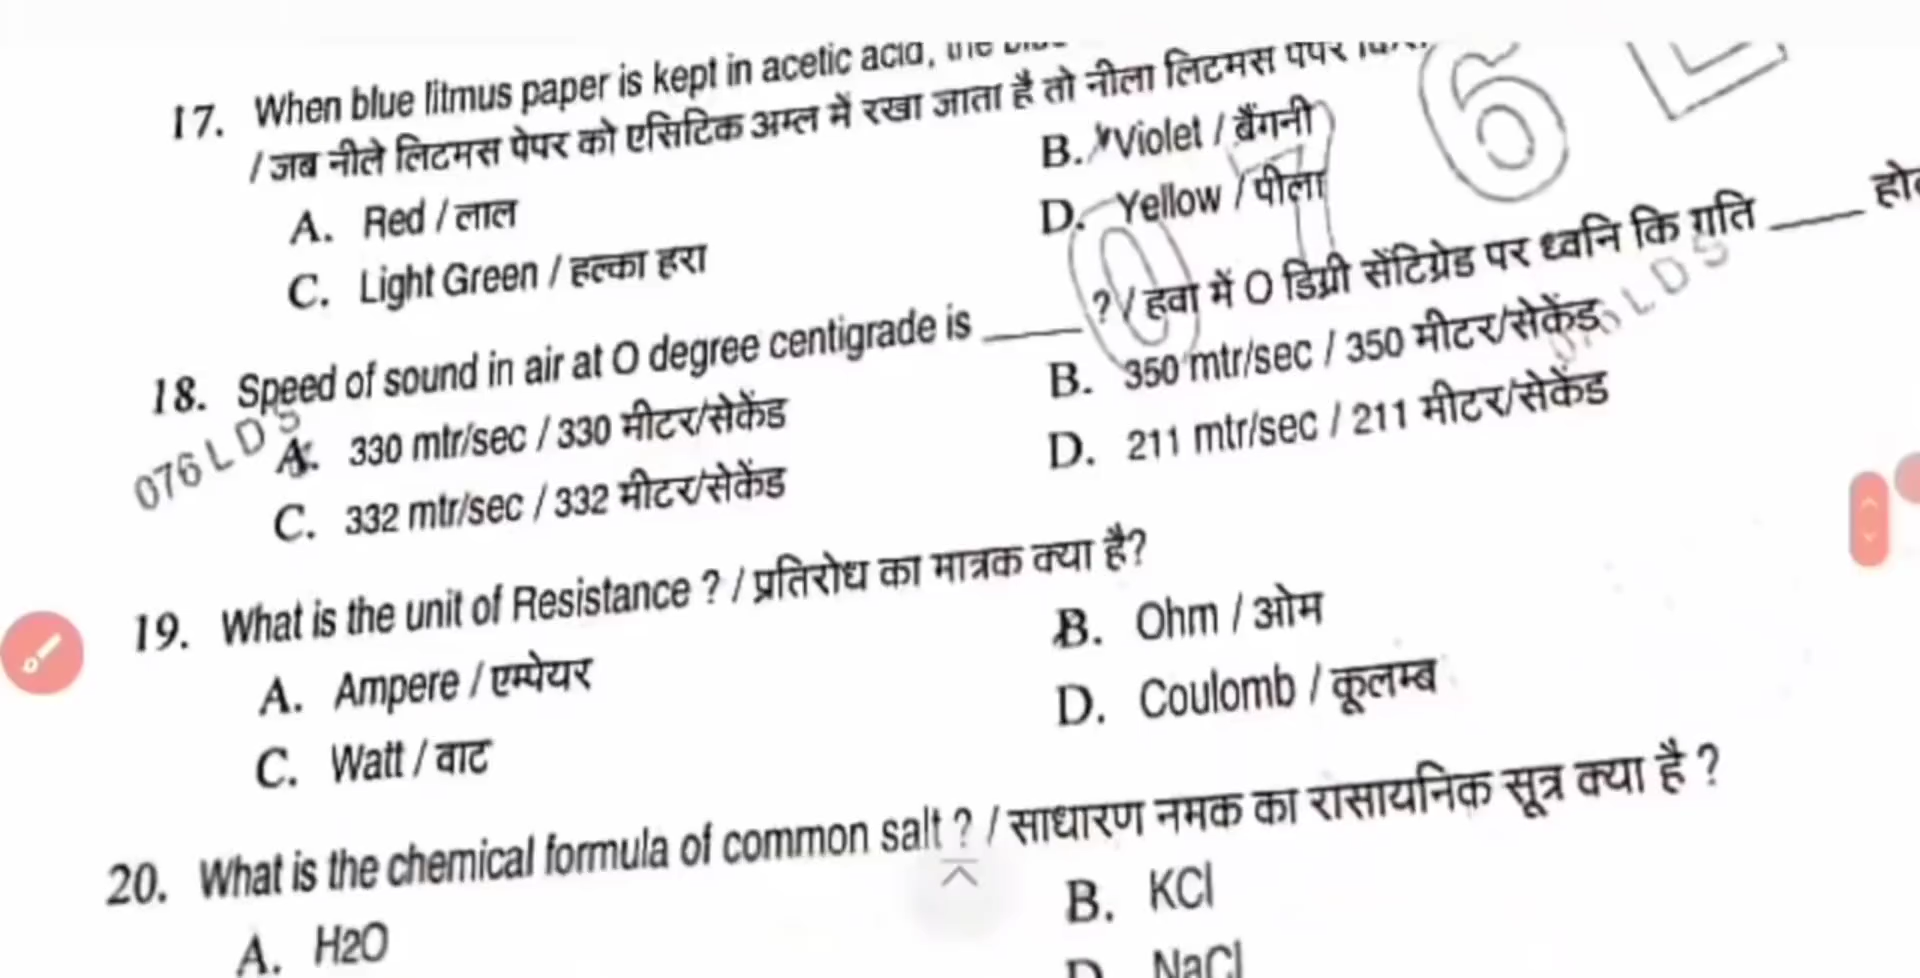 17. When blue litmus paper is kept in acetic acid, the
/ जब नीले लिटमस पेपर को एसिटिक अम्ल में रखा जाता है तो नीला लिटमस पेपर
A. Red / लाल
B. Violet / बैंगनी
C. Light Green / हल्का हरा
D. Yellow / पीला
18. Speed of sound in air at O degree centigrade is _____ ? / हवा में O डिग्री सेंटिग्रेड पर ध्वनि कि गति _____
A. 330 mtr/sec / 330 मीटर/सेकेंड
B. 350 mtr/sec / 350 मीटर/सेकेंड
C. 332 mtr/sec / 332 मीटर/सेकेंड
D. 211 mtr/sec / 211 मीटर/सेकेंड
19. What is the unit of Resistance ? / प्रतिरोध का मात्रक क्या है?
A. Ampere / एम्पेयर
B. Ohm / ओम
C. Watt / वाट
D. Coulomb / कूलम्ब
20. What is the chemical formula of common salt ? / साधारण नमक का रासायनिक सूत्र क्या है ?
A. H2O
B. KCl
D. NaCl
076LD5